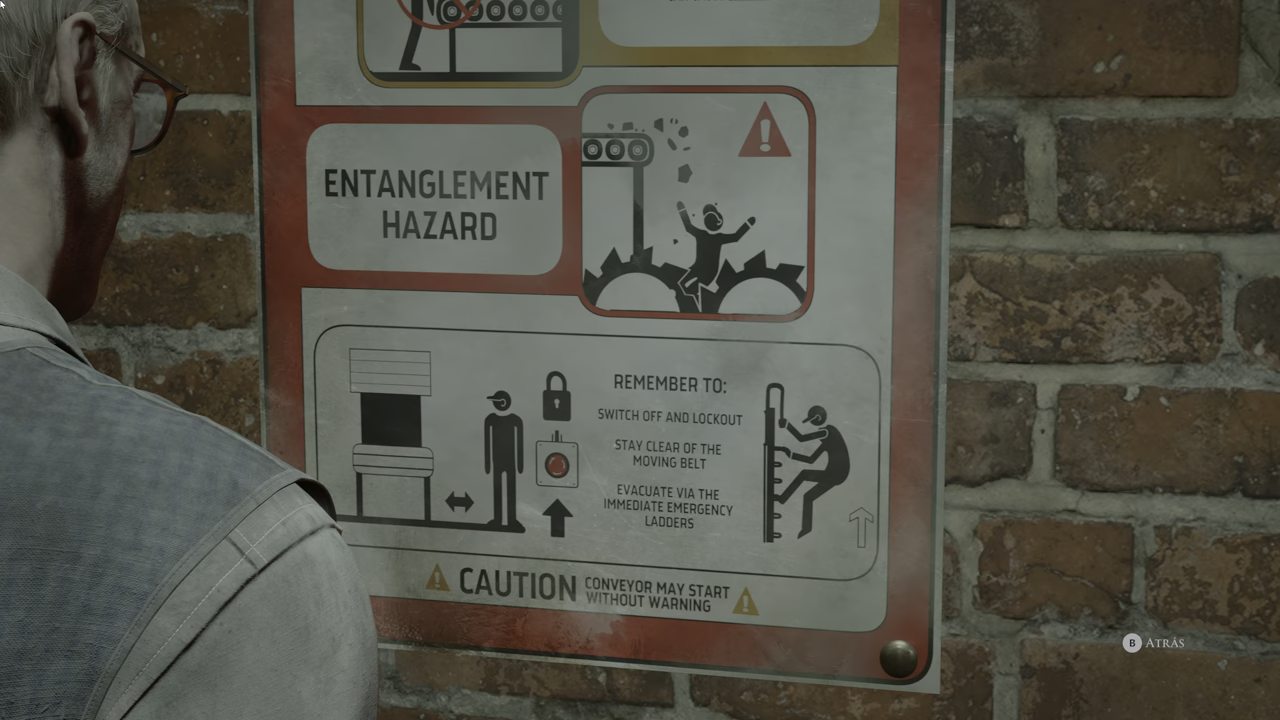 ENTANGLEMENT
HAZARD
REMEMBER TO:
SWITCH OFF AND LOCKOUT
STAY CLEAR OF THE
MOVING BELT
EVACUATE VIA THE
IMMEDIATE EMERGENCY
LADDERS
CAUTION CONVEYOR MAY START
WITHOUT WARNING
B ATRÁS